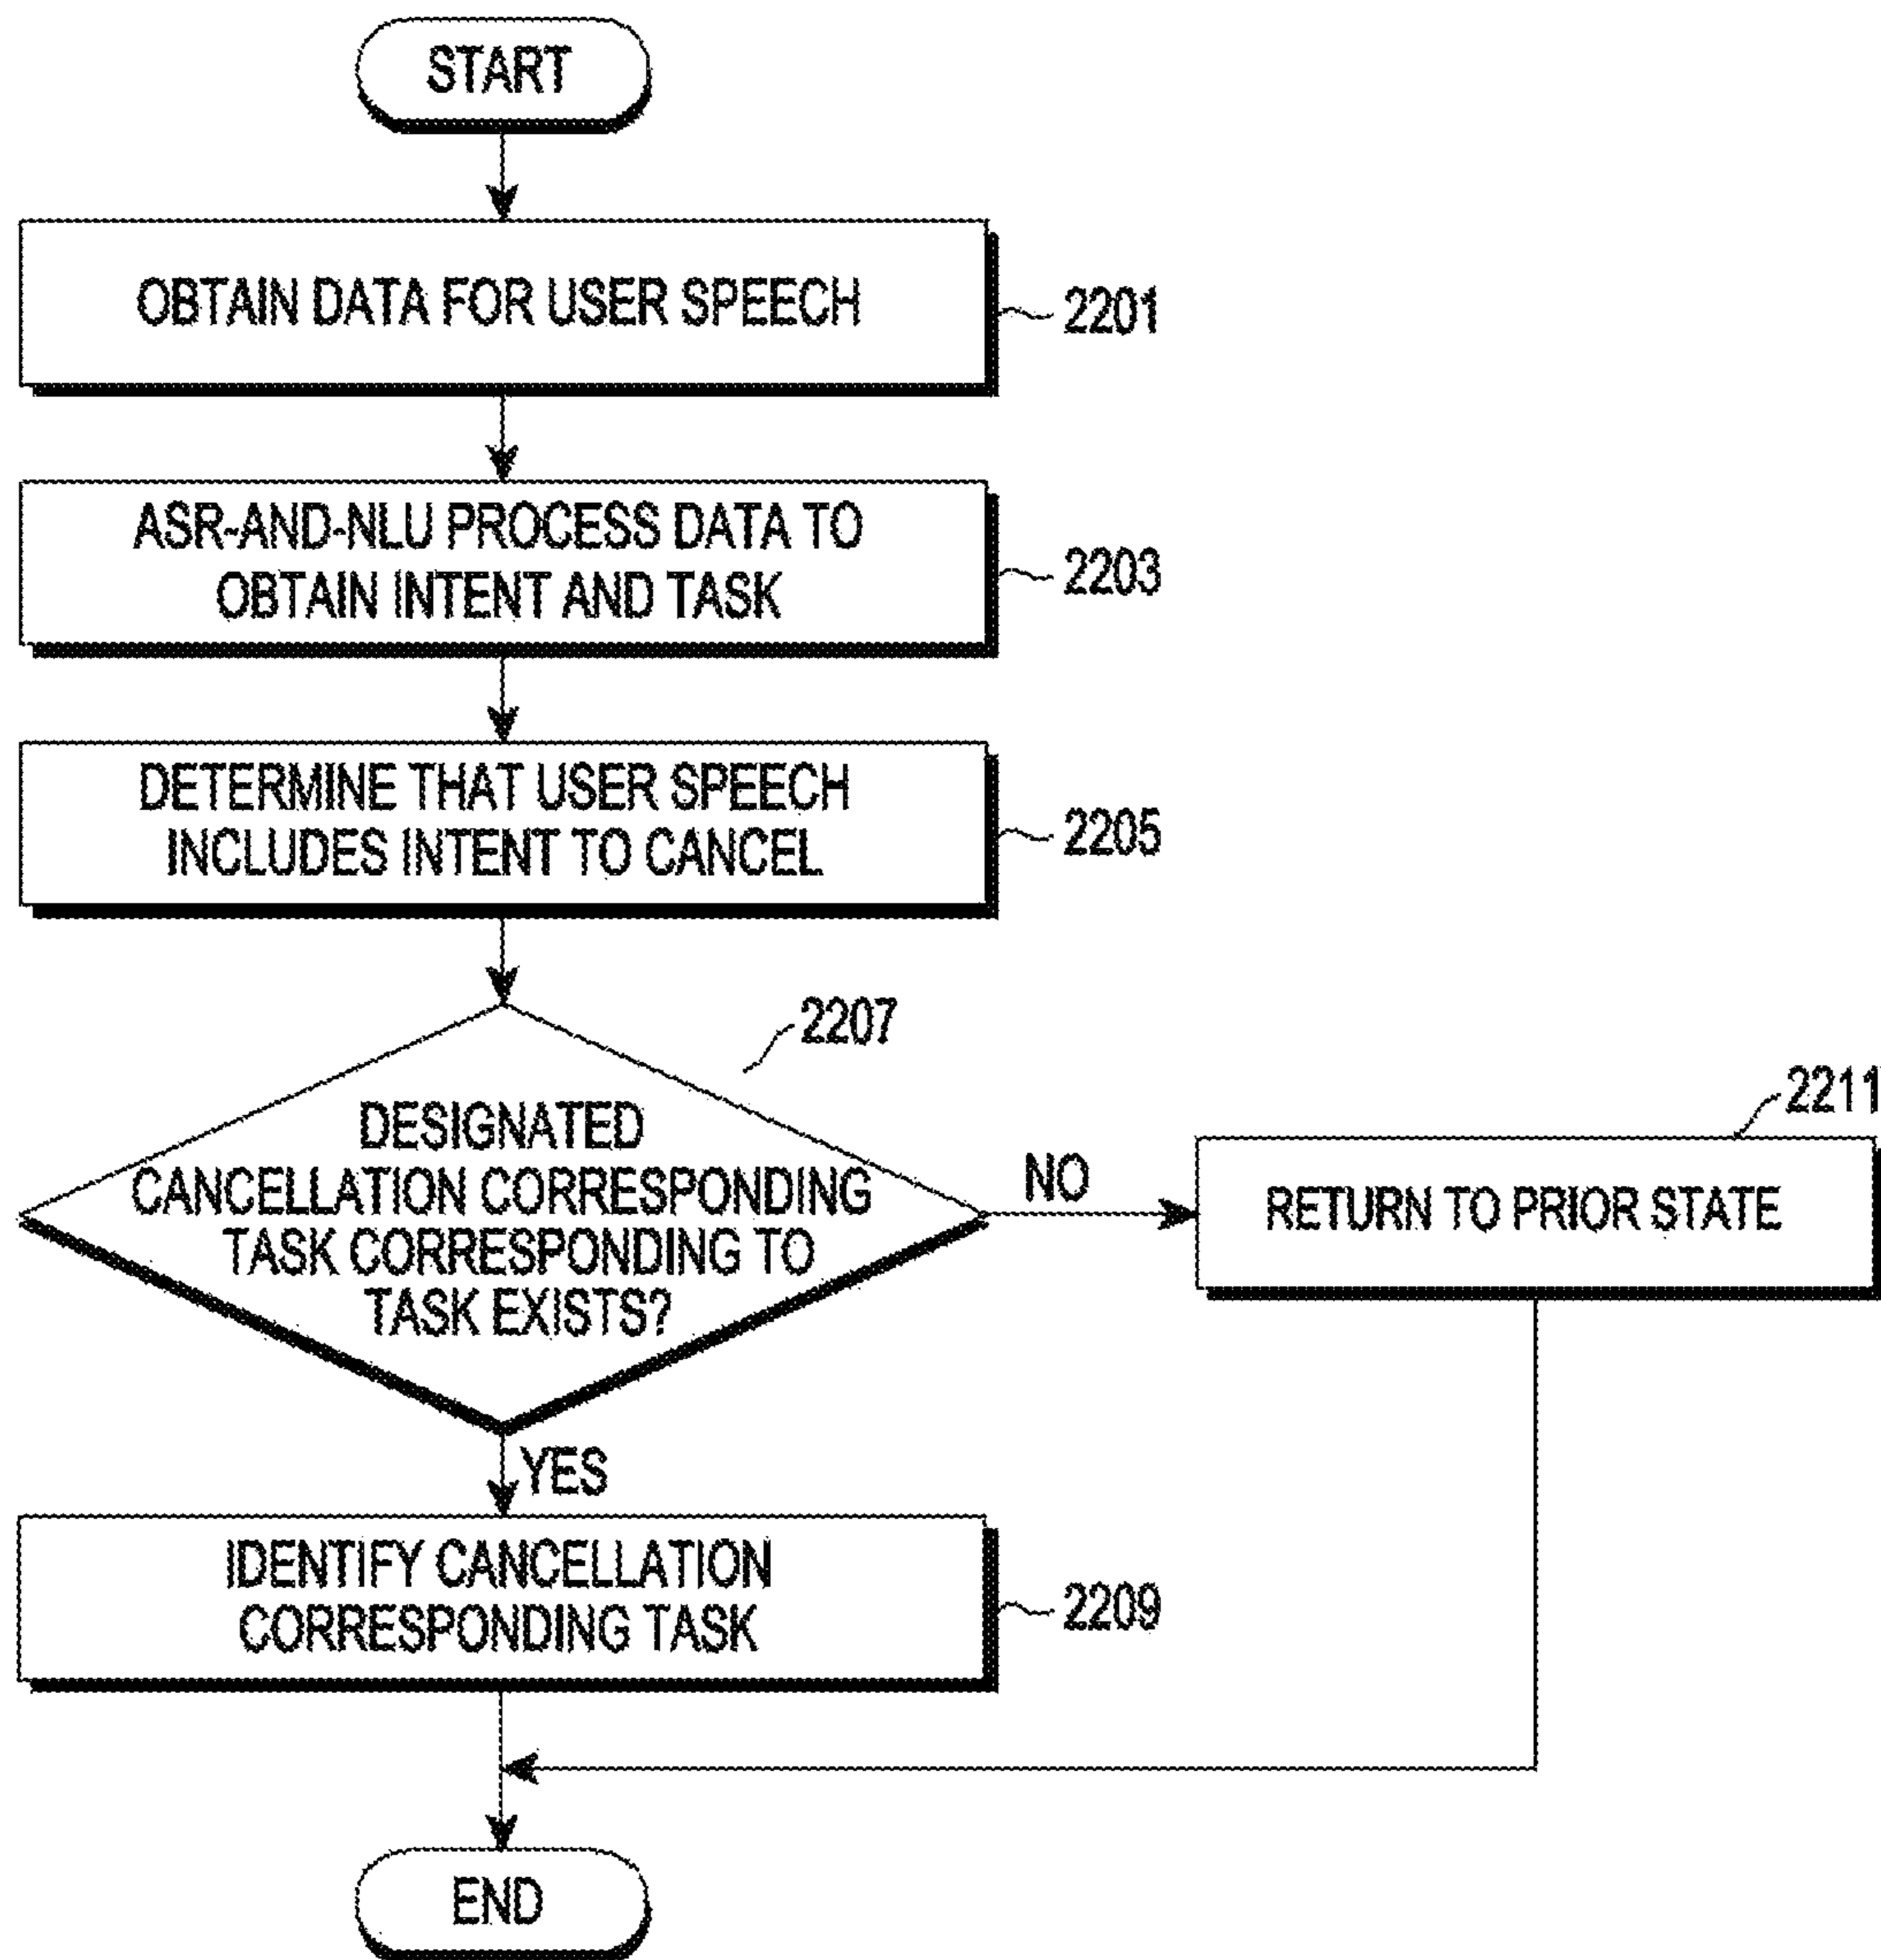 START
OBTAIN DATA FOR USER SPEECH
2201
ASR-AND-NLU PROCESS DATA TO
OBTAIN INTENT AND TASK
2203
DETERMINE THAT USER SPEECH
INCLUDES INTENT TO CANCEL
2205
2207
DESIGNATED
CANCELLATION CORRESPONDING
TASK CORRESPONDING TO
TASK EXISTS?
NO
2211
RETURN TO PRIOR STATE
YES
IDENTIFY CANCELLATION
CORRESPONDING TASK
2209
END